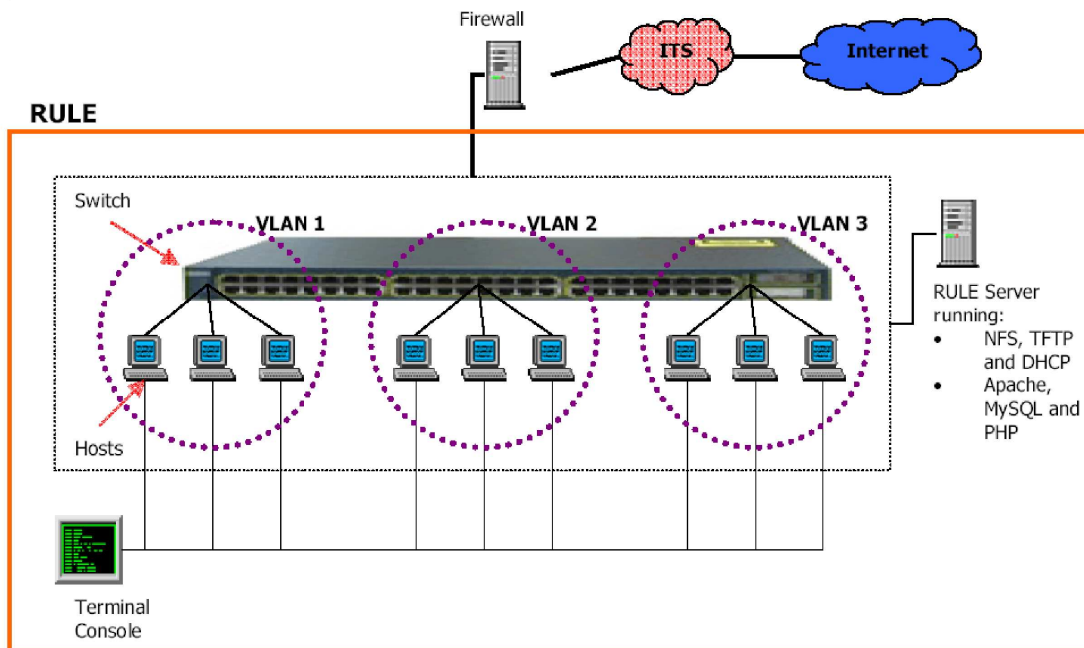 Firewall
ITS
Internet
RULE
Switch
VLAN 1
VLAN 2
VLAN 3
RULE Server
running:
• NFS, TFTP
and DHCP
• Apache,
MySQL and
PHP
Hosts
Terminal
Console